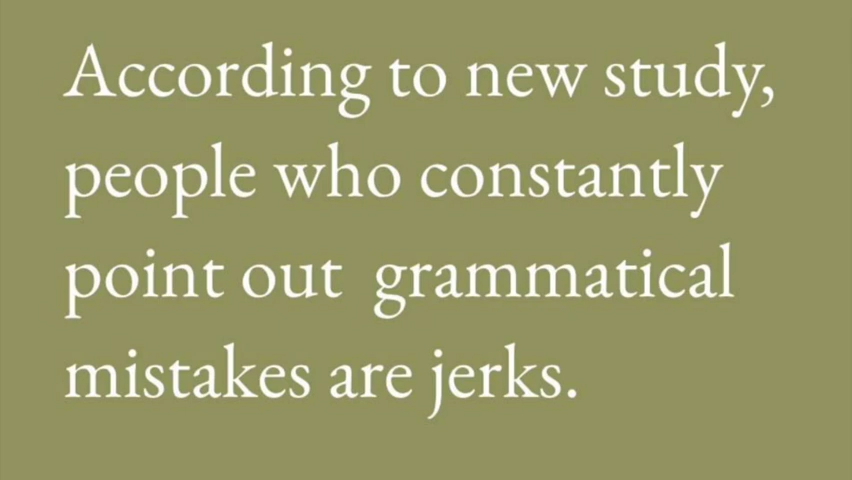 According to new study,
people who constantly
point out  grammatical
mistakes are jerks.